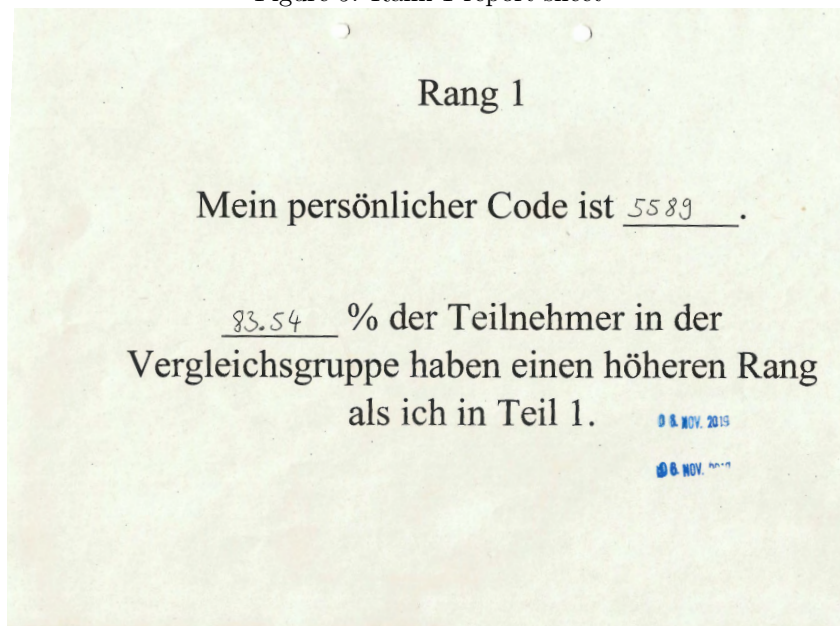 Rang 1
Mein persönlicher Code ist 5589.
83.54 % der Teilnehmer in der
Vergleichsgruppe haben einen höheren Rang
als ich in Teil 1.
06. NOV. 2019
06. NOV.